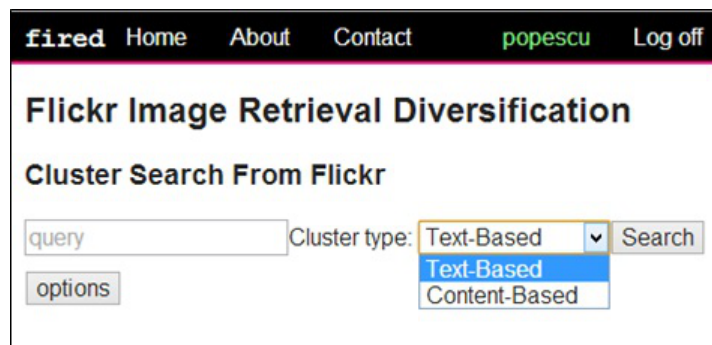 fired Home About Contact popescu Log off
Flickr Image Retrieval Diversification
Cluster Search From Flickr
query Cluster type: Text-Based Search
Text-Based
options
Content-Based